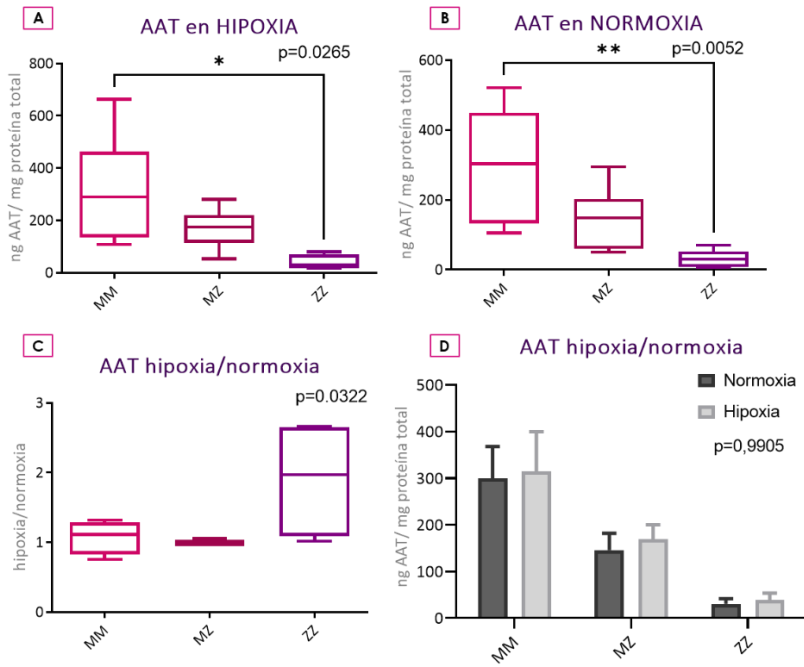 A
AAT en HIPOXIA
p=0.0265
*
800
600
400
200
0
ng AAT/ mg proteína total
MM
MZ
ZZ
B
AAT en NORMOXIA
p=0.0052
**
600
400
200
0
ng AAT/ mg proteína total
MM
MZ
ZZ
C
AAT hipoxia/normoxia
p=0.0322
3
2
1
0
hipoxia/normoxia
MM
MZ
ZZ
D
AAT hipoxia/normoxia
Normoxia
Hipoxia
p=0,9905
500
400
300
200
100
0
ng AAT/ mg proteína total
MM
MZ
ZZ